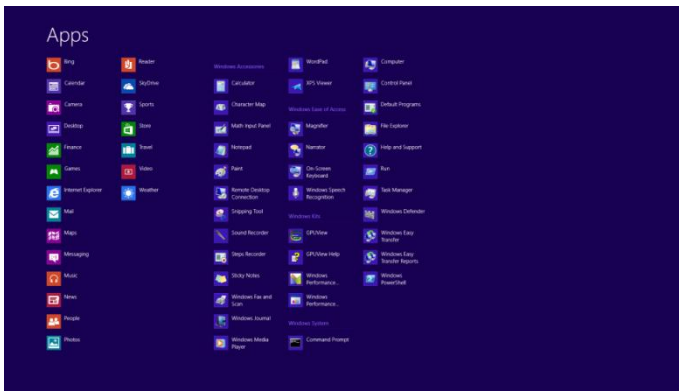 Apps
Bing
Calendar
Camera
Desktop
Finance
Games
Internet Explorer
Mail
Maps
Messaging
Music
News
People
Photos
Reader
SkyDrive
Sports
Store
Travel
Video
Weather
Windows Accessories
Calculator
Character Map
Math Input Panel
Notepad
Paint
Remote Desktop
Connection
Snipping Tool
Sound Recorder
Steps Recorder
Sticky Notes
Windows Fax and
Scan
Windows Journal
Windows Media
Player
WordPad
XPS Viewer
Windows Ease of Access
Magnifier
Narrator
On-Screen
Keyboard
Windows Speech
Recognition
Windows Kits
GPUView
GPUView Help
Windows
Performance...
Windows
Performance...
Windows System
Command Prompt
Computer
Control Panel
Default Programs
File Explorer
Help and Support
Run
Task Manager
Windows Defender
Windows Easy
Transfer
Windows Easy
Transfer Reports
Windows
PowerShell